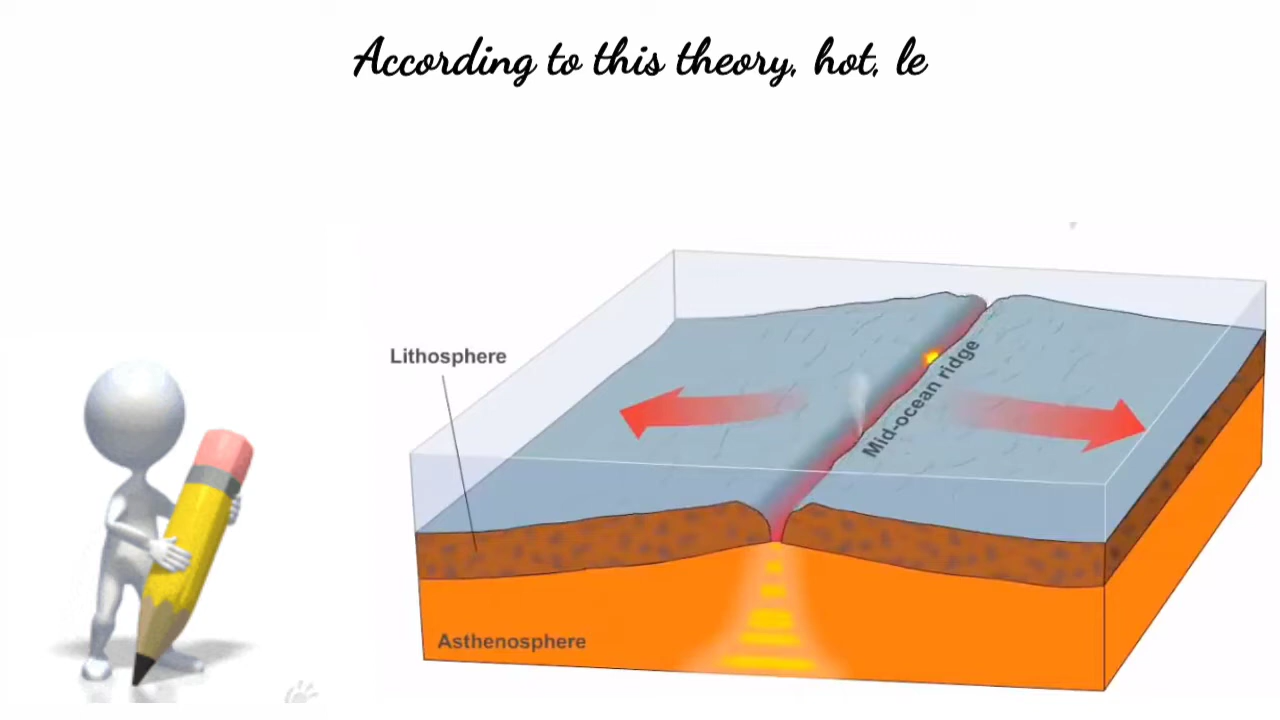 According to this theory, hot, le
Lithosphere
Mid-ocean ridge
Asthenosphere